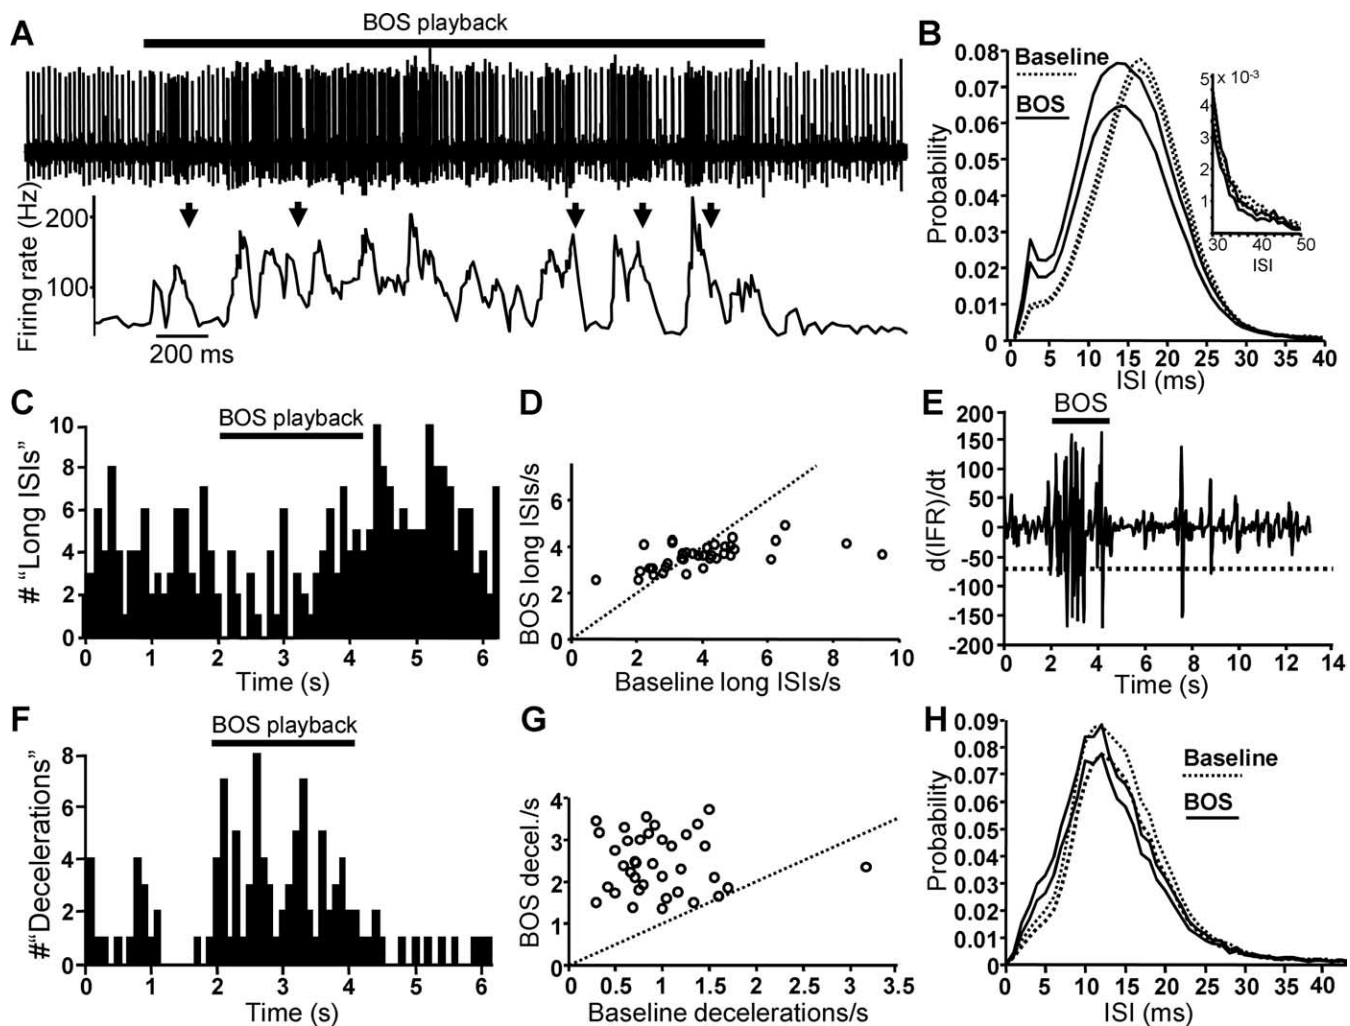 A
BOS playback
Firing rate (Hz)
200
100
200 ms
B
0.08
0.07
0.06
0.05
0.04
0.03
0.02
0.01
0
Probability
Baseline
BOS
5 x 10-3
4
3
2
1
30 40 50
ISI
0 5 10 15 20 25 30 35 40
ISI (ms)
C
BOS playback
# "Long ISIs"
10
8
6
4
2
0
0 1 2 3 4 5 6
Time (s)
D
BOS long ISIs/s
6
4
2
0
0 2 4 6 8 10
Baseline long ISIs/s
E
BOS
d(IFR)/dt
200
150
100
50
0
-50
-100
-150
-200
0 2 4 6 8 10 12 14
Time (s)
F
BOS playback
#"Decelerations"
8
6
4
2
0
0 1 2 3 4 5 6
Time (s)
G
BOS decel./s
4
3
2
1
0
0 0.5 1 1.5 2 2.5 3 3.5
Baseline decelerations/s
H
Probability
0.09
0.08
0.07
0.06
0.05
0.04
0.03
0.02
0.01
0
Baseline
BOS
0 5 10 15 20 25 30 35 40
ISI (ms)